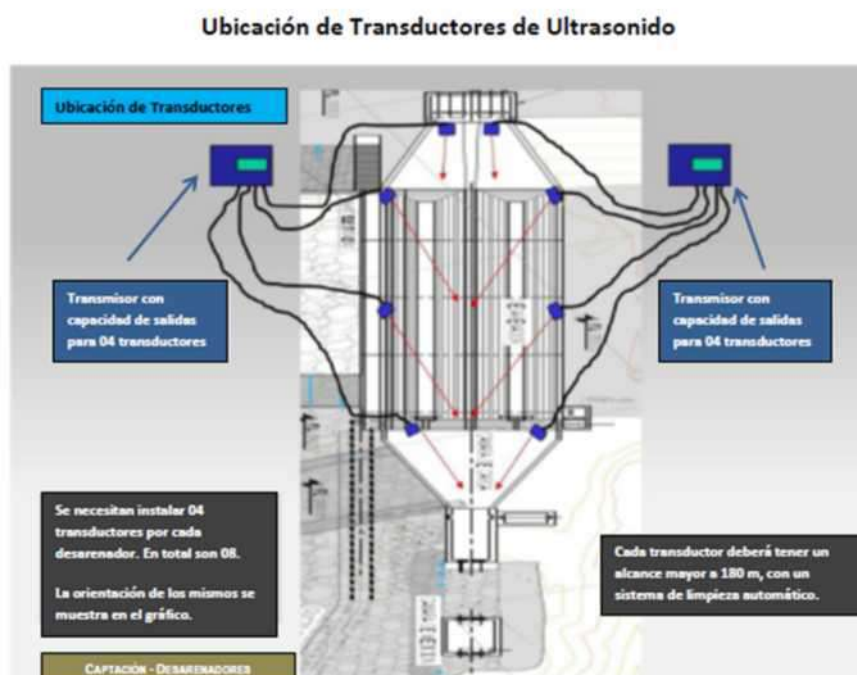 Ubicación de Transductores de Ultrasonido
Ubicación de Transductores
Transmisor con
capacidad de salidas
para 04 transductores
Transmisor con
capacidad de salidas
para 04 transductores
Se necesitan instalar 04
transductores por cada
desarenador. En total son 08.
La orientación de los mismos se
muestra en el gráfico.
Cada transductor deberá tener un
alcance mayor a 180 m, con un
sistema de limpieza automático.
CAPTACIÓN - DESARENADORES